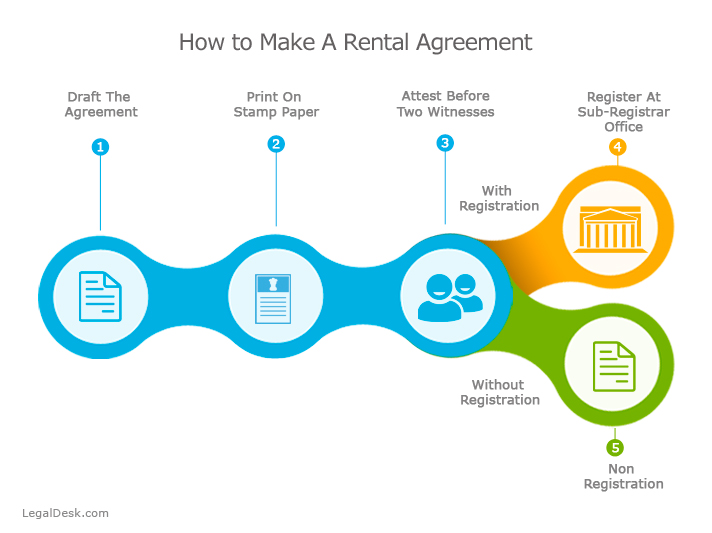 How to Make A Rental Agreement
Draft The
Agreement
1
Print On
Stamp Paper
2
Attest Before
Two Witnesses
3
Register At
Sub-Registrar
Office
4
With
Registration
Without
Registration
5
Non
Registration
LegalDesk.com